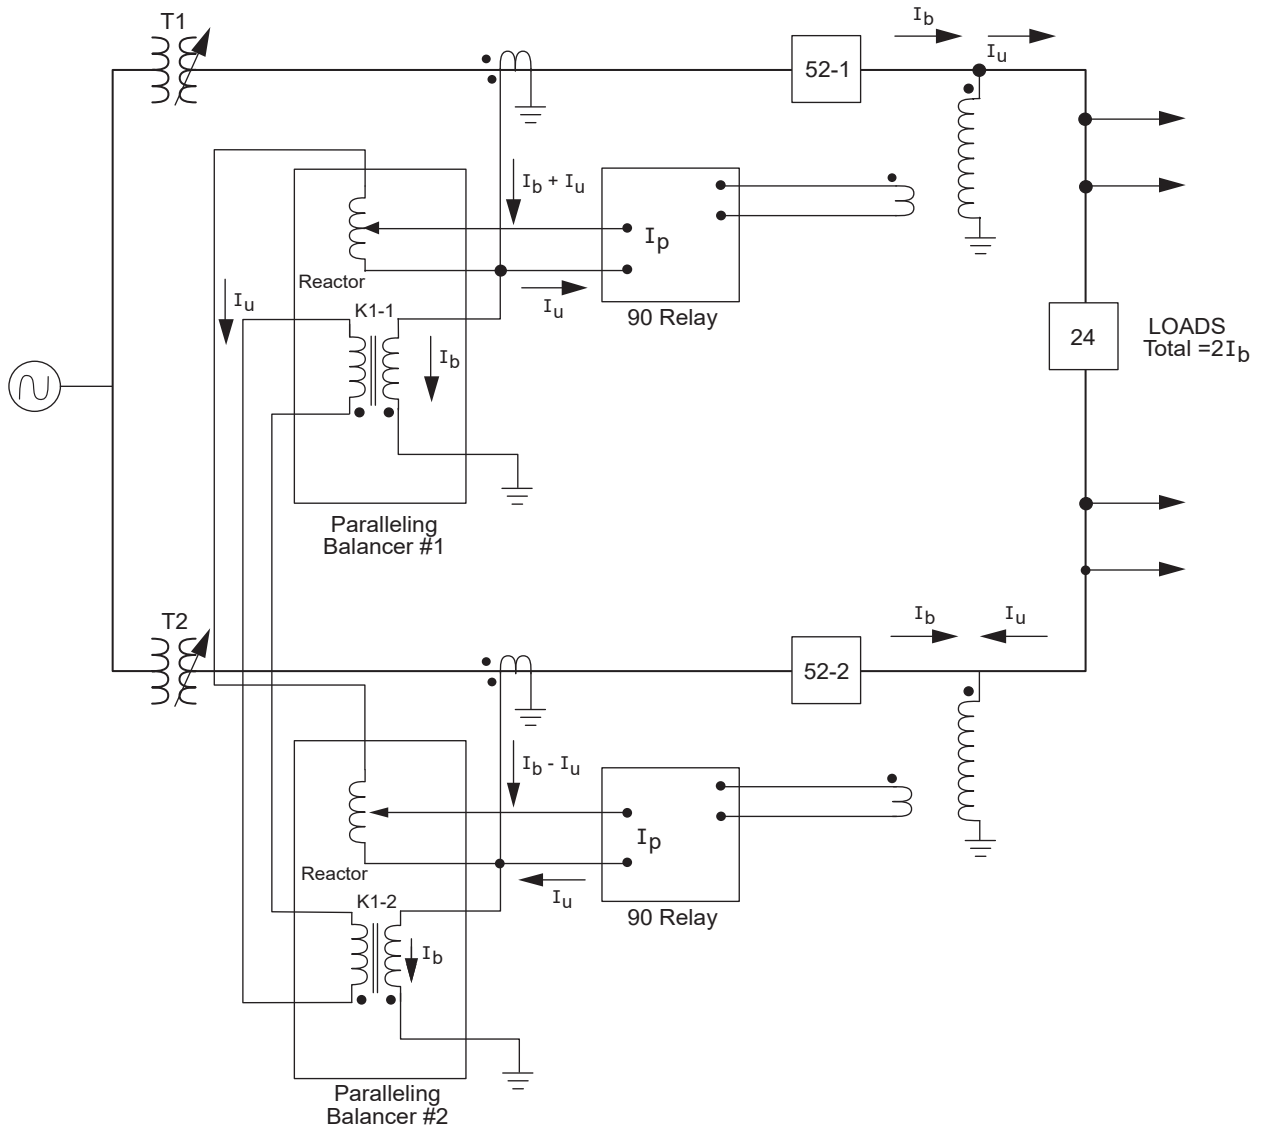 T1
Ib
Iu
52-1
Ib + Iu
Ip
Reactor
Iu
Iu
K1-1
90 Relay
Ib
24
LOADS
Total =2Ib
Paralleling
Balancer #1
T2
Ib
Iu
52-2
Ib - Iu
Ip
Reactor
Iu
K1-2
90 Relay
Ib
Paralleling
Balancer #2